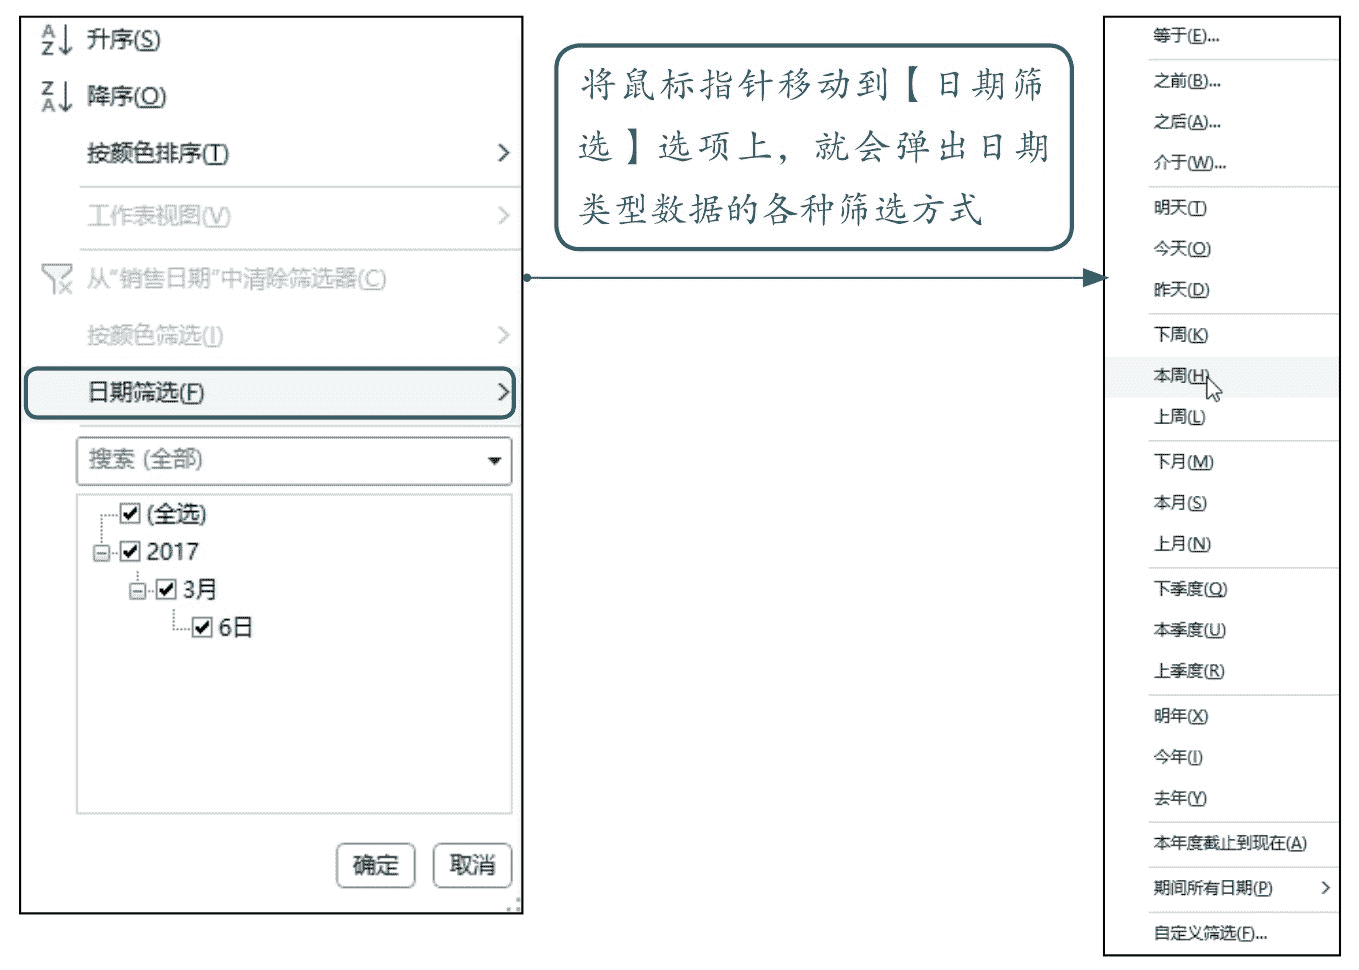 升序(S)
降序(O)
按颜色排序(T)
工作表视图(V)
从"销售日期"中清除筛选器(C)
按颜色筛选(I)
日期筛选(F)
搜索 (全部)
(全选)
2017
3月
6日
确定
取消
将鼠标指针移动到【日期筛
选】选项上，就会弹出日期
类型数据的各种筛选方式
等于(E)...
之前(B)...
之后(A)...
介于(W)...
明天(T)
今天(O)
昨天(D)
下周(K)
本周(H)
上周(L)
下月(M)
本月(S)
上月(N)
下季度(Q)
本季度(U)
上季度(R)
明年(X)
今年(I)
去年(Y)
本年度截止到现在(A)
期间所有日期(P)
自定义筛选(F)...